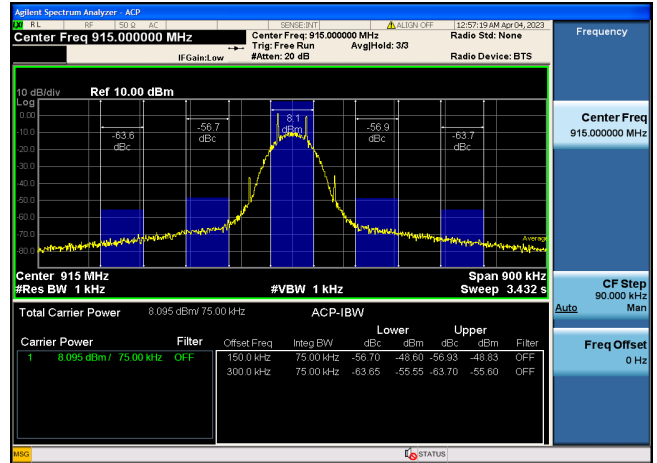 Agilent Spectrum Analyzer - ACP
RL RF 50 Ω AC SENSE:INT ALIGN OFF 12:57:19 AM Apr 04, 2023
Center Freq 915.000000 MHz
Center Freq: 915.000000 MHz
Radio Std: None
Trig: Free Run Avg|Hold: 3/3
IFGain:Low #Atten: 20 dB Radio Device: BTS
Frequency
10 dB/div Ref 10.00 dBm
Log
0.00
-10.0
-20.0
-30.0
-40.0
-50.0
-60.0
-70.0
-80.0
-63.6
dBc
-56.7
dBc
8.1
dBm
-56.9
dBc
-63.7
dBc
Average
Center 915 MHz Span 900 kHz
#Res BW 1 kHz #VBW 1 kHz Sweep 3.432 s
Center Freq
915.000000 MHz
CF Step
90.000 kHz
Auto Man
Freq Offset
0 Hz
Total Carrier Power 8.095 dBm/ 75.00 kHz ACP-IBW
Lower Upper
Carrier Power Filter Offset Freq Integ BW dBc dBm dBc dBm Filter
1 8.095 dBm / 75.00 kHz OFF 150.0 kHz 75.00 kHz -56.70 -48.60 -56.93 -48.83 OFF
300.0 kHz 75.00 kHz -63.65 -55.55 -63.70 -55.60 OFF
MSG STATUS